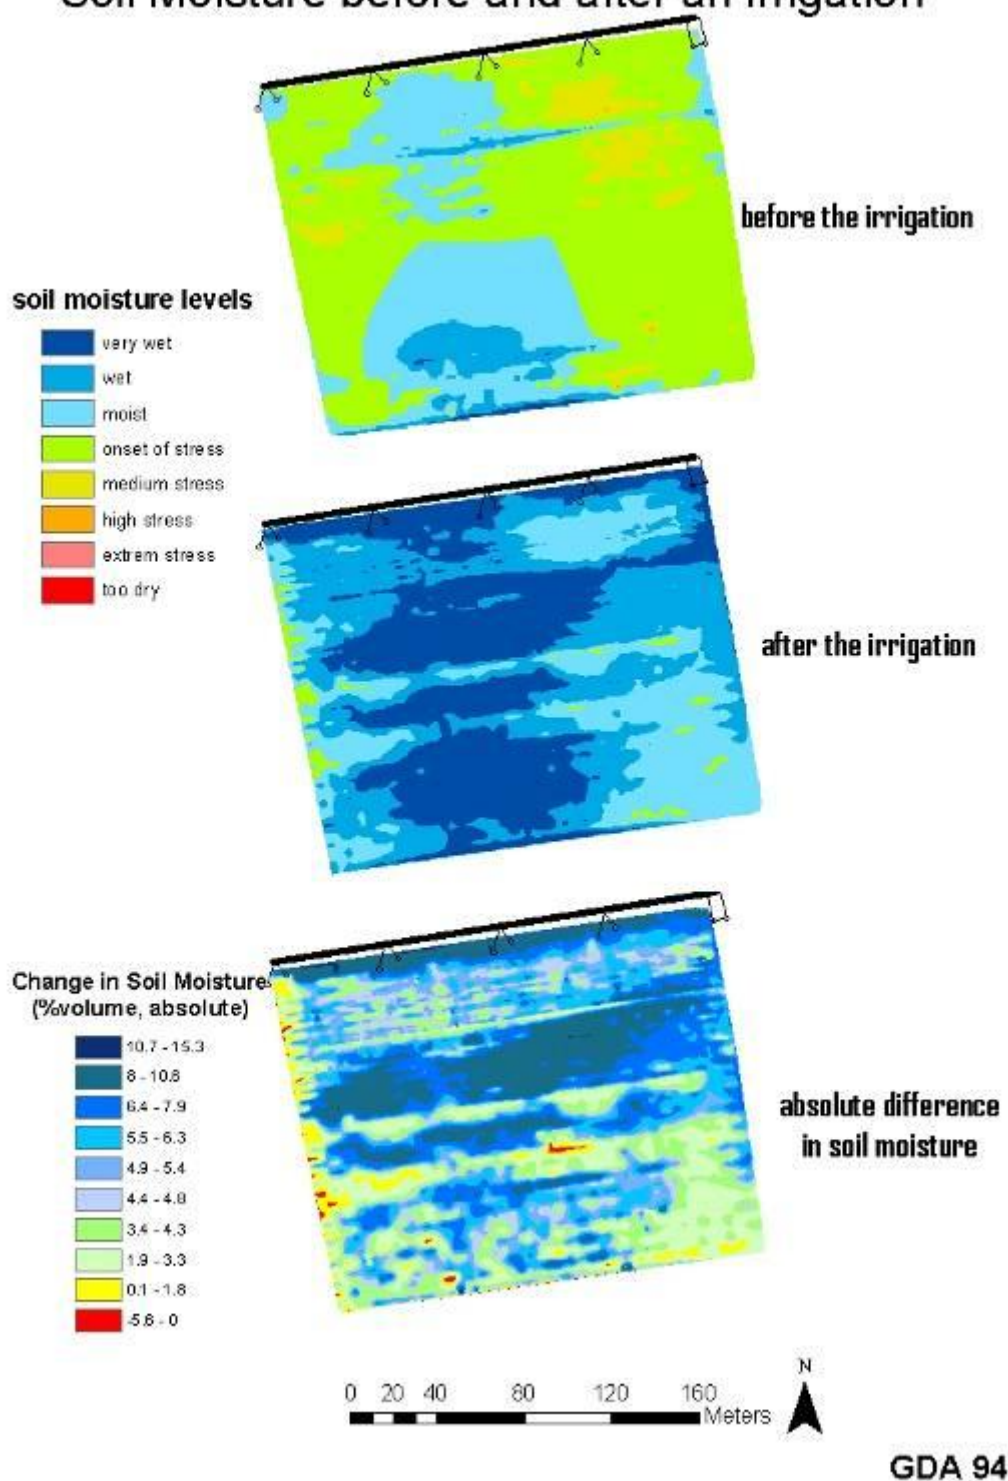 Soil Moisture before and after an irrigation
before the irrigation
soil moisture levels
very wet
wet
moist
onset of stress
medium stress
high stress
extrem stress
too dry
after the irrigation
Change in Soil Moisture
(%volume, absolute)
10.7 - 15.3
8 - 10.6
6.4 - 7.9
5.5 - 6.3
4.9 - 5.4
4.4 - 4.8
3.4 - 4.3
1.9 - 3.3
0.1 - 1.8
-5.6 - 0
absolute difference
in soil moisture
N
0 20 40 80 120 160
Meters
GDA 94